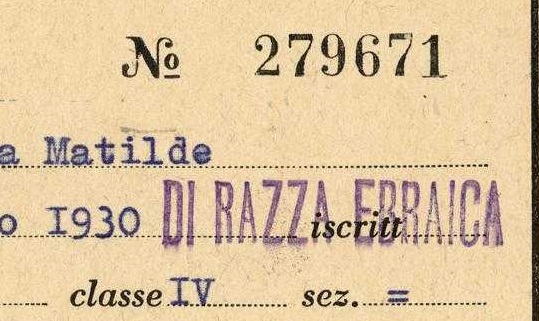 № 279671
a Matilde
o 1930 DI RAZZA EBRAICA iscritt
classe IV sez. =